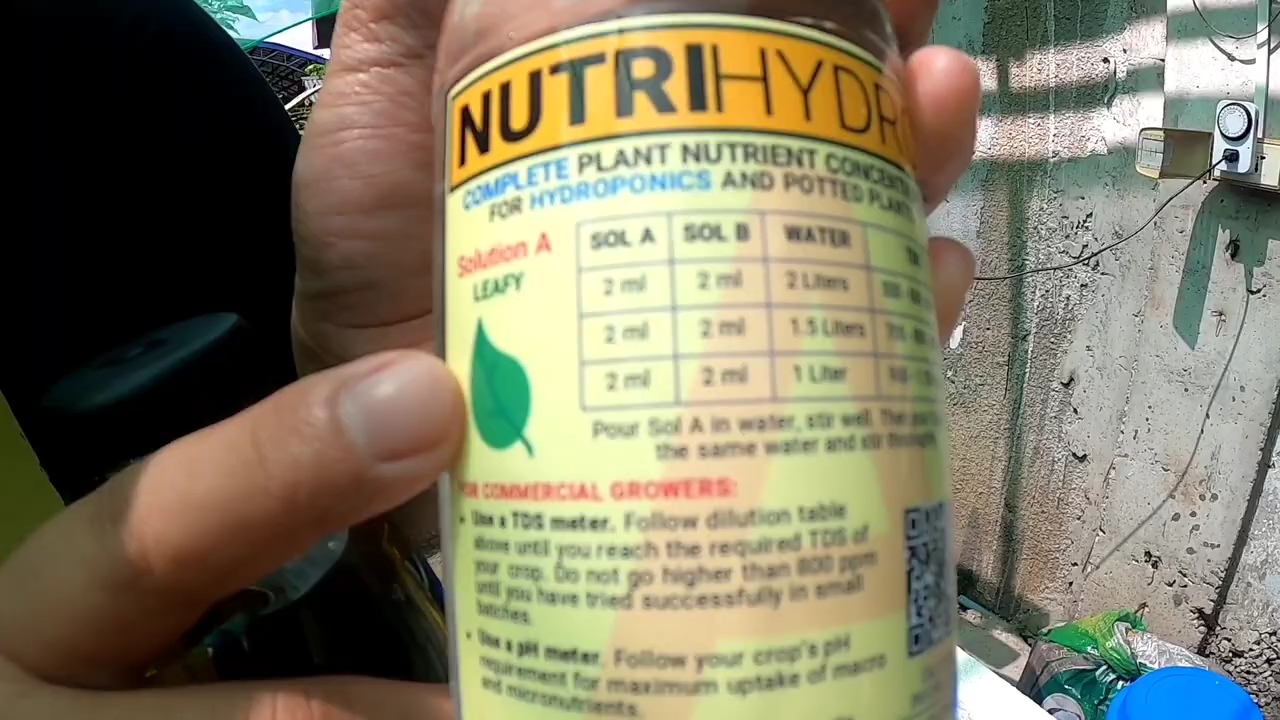 NUTRIHYDR
COMPLETE PLANT NUTRIENT
FOR HYDROPONICS AND POTTED PLANT
Solution A
LEAFY
SOL A SOL B WATER
2 ml 2 ml 2 Liters
2 ml 2 ml 1.5 Liters
2 ml 2 ml 1 Liter
Pour Sol A in water, stir well.
the same water and stir
COMMERCIAL GROWERS:
• Use a TDS meter. Follow dilution table
above until you reach the required TDS of
your crop. Do not go higher than 800 ppm
until you have tried successfully in small
batches.
• Use a pH meter. Follow your crop's pH
requirement for maximum uptake of macro
and micronutrients.